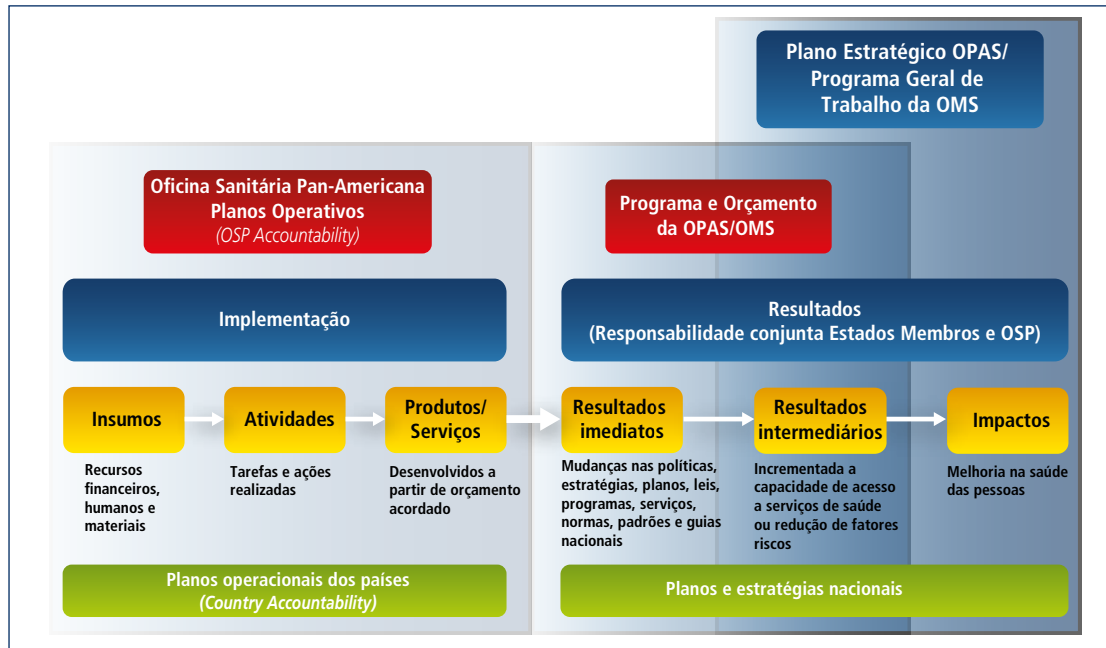 Plano Estratégico OPAS/
Programa Geral de
Trabalho da OMS
Oficina Sanitária Pan-Americana
Planos Operativos
(OSP Accountability)
Programa e Orçamento
da OPAS/OMS
Implementação
Resultados
(Responsabilidade conjunta Estados Membros e OSP)
Insumos
Recursos
financeiros,
humanos e
materiais
Atividades
Tarefas e ações
realizadas
Produtos/
Serviços
Desenvolvidos a
partir de orçamento
acordado
Resultados
imediatos
Mudanças nas políticas,
estratégias, planos, leis,
programas, serviços,
normas, padrões e guias
nacionais
Resultados
intermediários
Incrementada a
capacidade de acesso
a serviços de saúde
ou redução de fatores
riscos
Impactos
Melhoria na saúde
das pessoas
Planos operacionais dos países
(Country Accountability)
Planos e estratégias nacionais